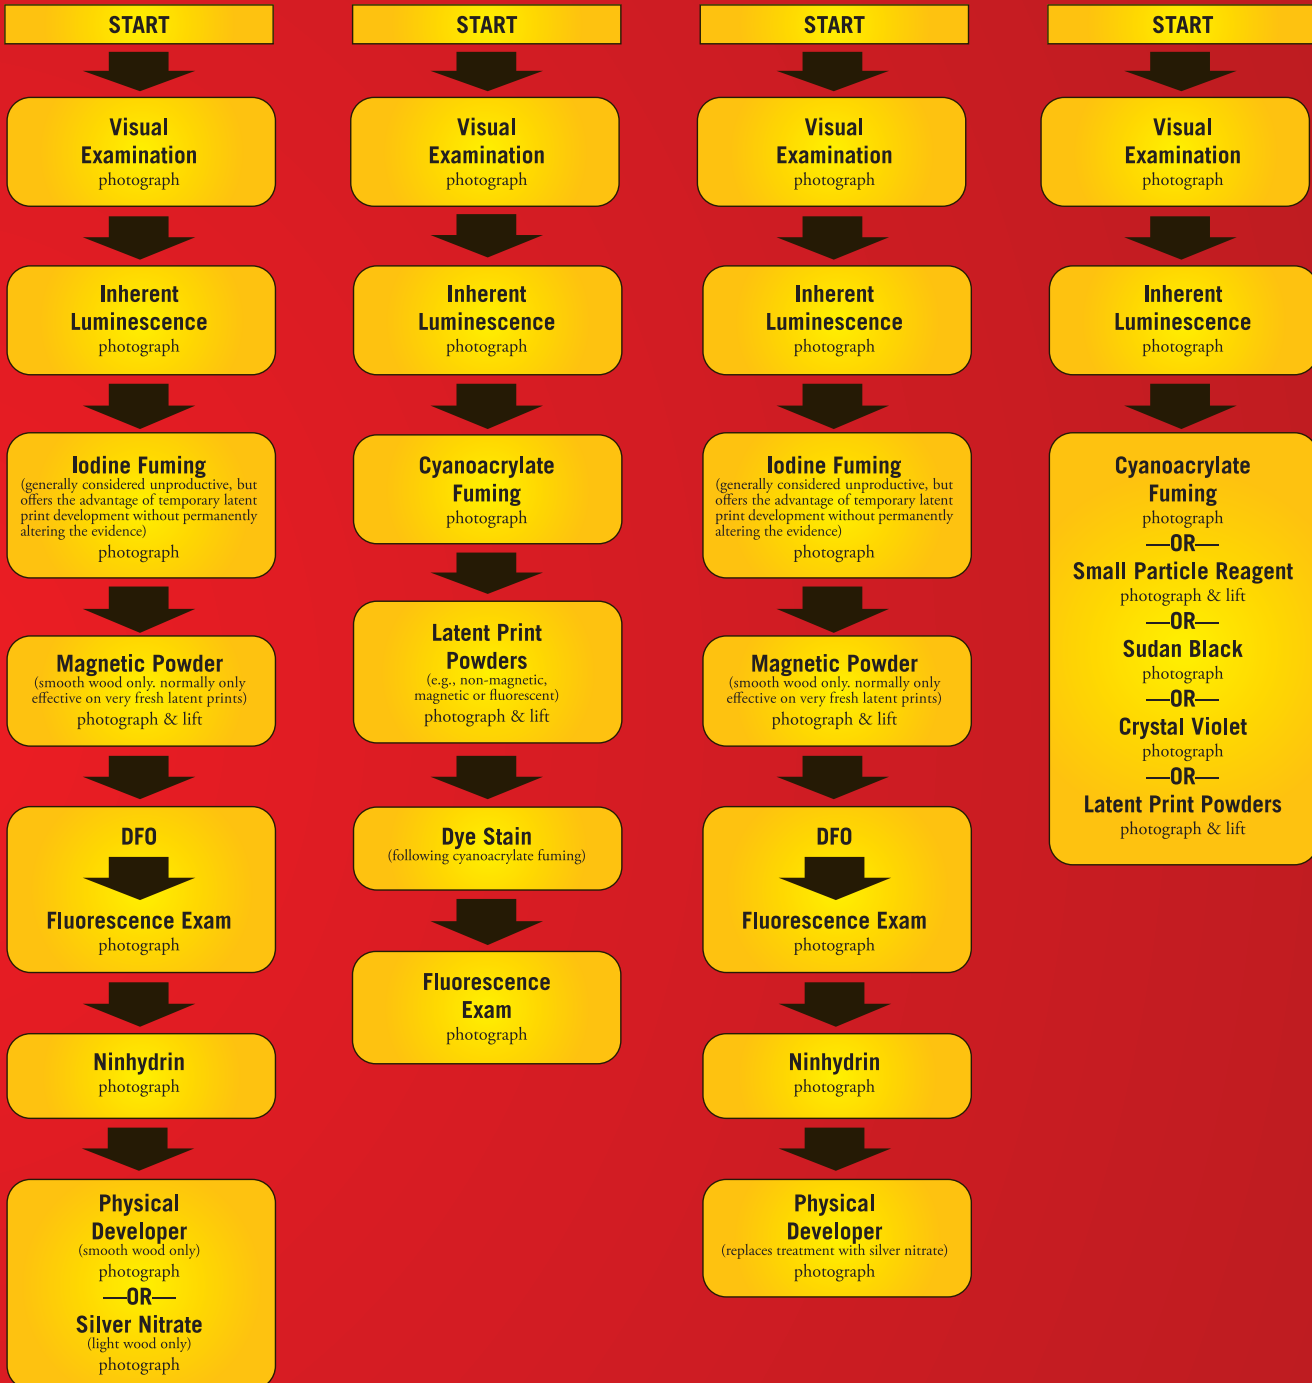 START
Visual
Examination
photograph
Inherent
Luminescence
photograph
Iodine Fuming
(generally considered unproductive, but
offers the advantage of temporary latent
print development without permanently
altering the evidence)
photograph
Magnetic Powder
(smooth wood only. normally only
effective on very fresh latent prints)
photograph & lift
DFO
Fluorescence Exam
photograph
Ninhydrin
photograph
Physical
Developer
(smooth wood only)
photograph
—OR—
Silver Nitrate
(light wood only)
photograph
START
Visual
Examination
photograph
Inherent
Luminescence
photograph
Cyanoacrylate
Fuming
photograph
Latent Print
Powders
(e.g., non-magnetic,
magnetic or fluorescent)
photograph & lift
Dye Stain
(following cyanoacrylate fuming)
Fluorescence
Exam
photograph
START
Visual
Examination
photograph
Inherent
Luminescence
photograph
Iodine Fuming
(generally considered unproductive, but
offers the advantage of temporary latent
print development without permanently
altering the evidence)
photograph
Magnetic Powder
(smooth wood only. normally only
effective on very fresh latent prints)
photograph & lift
DFO
Fluorescence Exam
photograph
Ninhydrin
photograph
Physical
Developer
(replaces treatment with silver nitrate)
photograph
START
Visual
Examination
photograph
Inherent
Luminescence
photograph
Cyanoacrylate
Fuming
photograph
—OR—
Small Particle Reagent
photograph & lift
—OR—
Sudan Black
photograph
—OR—
Crystal Violet
photograph
—OR—
Latent Print Powders
photograph & lift